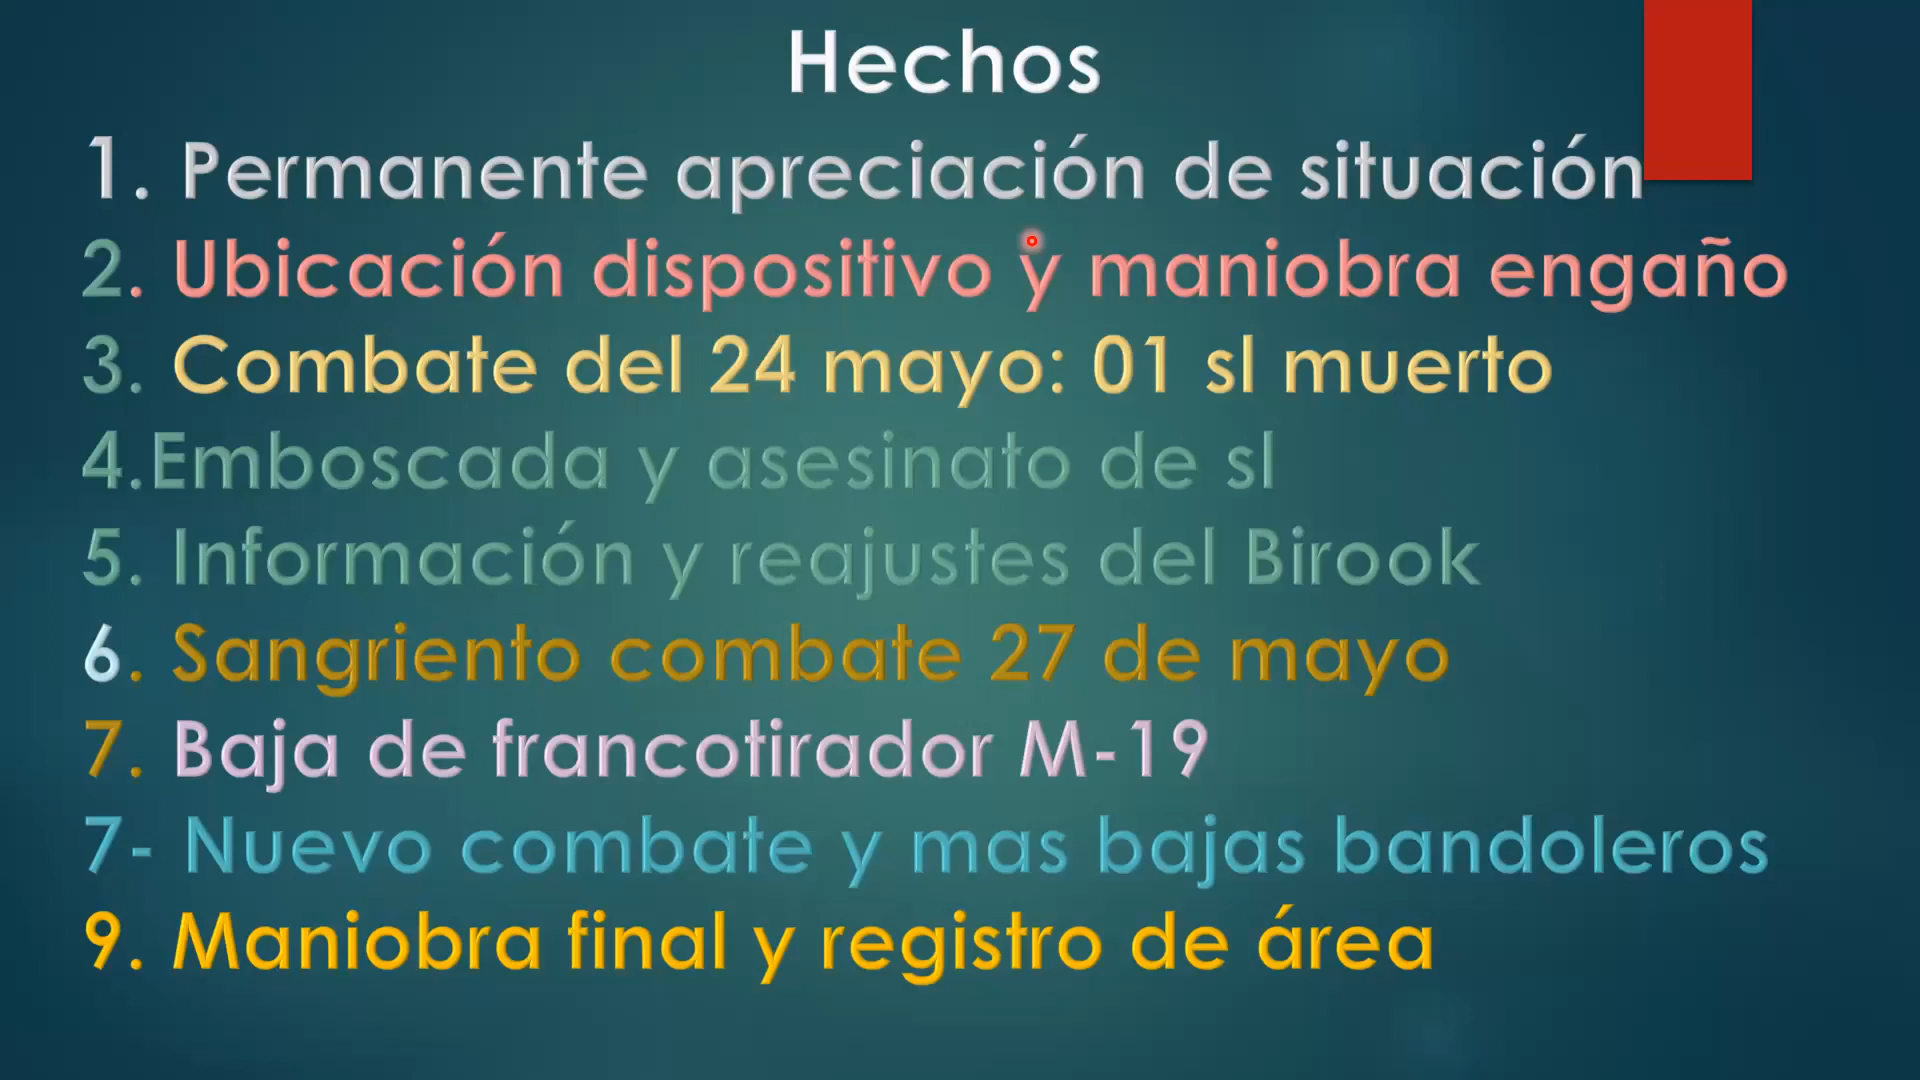 Hechos
1. Permanente apreciación de situación
2. Ubicación dispositivo y maniobra engaño
3. Combate del 24 mayo: 01 sl muerto
4.Emboscada y asesinato de sl
5. Información y reajustes del Birook
6. Sangriento combate 27 de mayo
7. Baja de francotirador M-19
7- Nuevo combate y mas bajas bandoleros
9. Maniobra final y registro de área